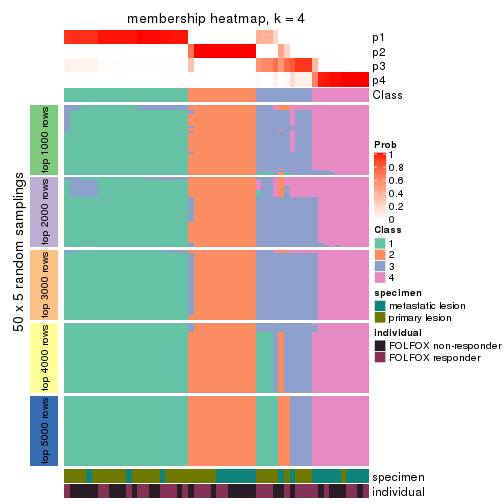 membership heatmap, k = 4
p1
p2
p3
p4
Class
50 x 5 random samplings
top 1000 rows
top 2000 rows
top 3000 rows
top 4000 rows
top 5000 rows
specimen
individual
Prob
1
0.8
0.6
0.4
0.2
0
Class
1
2
3
4
specimen
metastatic lesion
primary lesion
individual
FOLFOX non-responder
FOLFOX responder